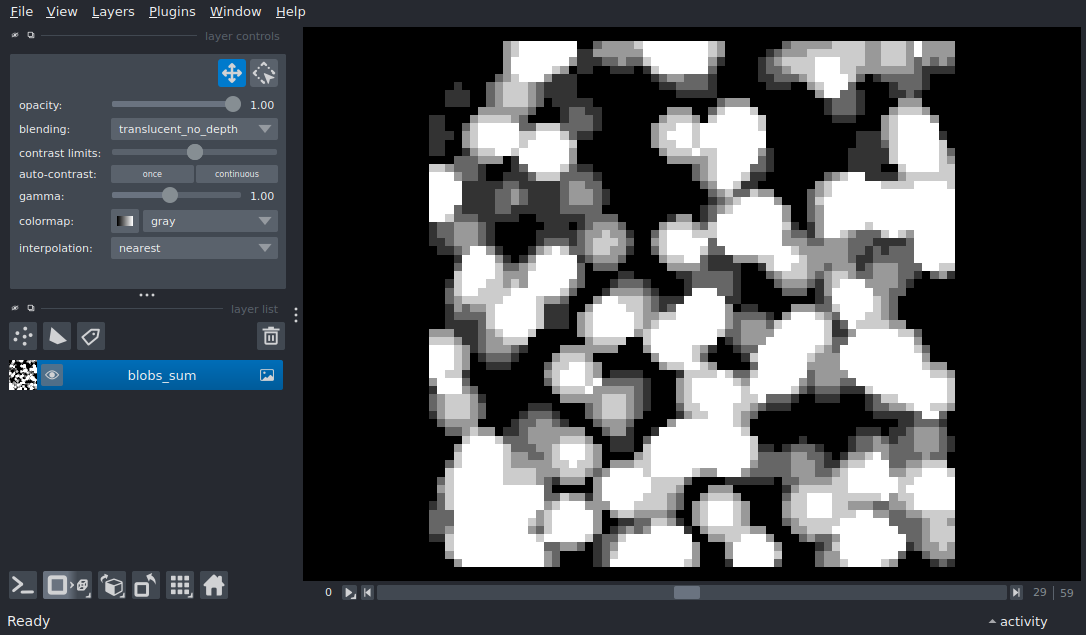 File View Layers Plugins Window Help
layer controls
opacity: 1.00
blending: translucent_no_depth
contrast limits:
auto-contrast: once continuous
gamma: 1.00
colormap: gray
interpolation: nearest
layer list
blobs_sum
0 29 | 59
Ready activity